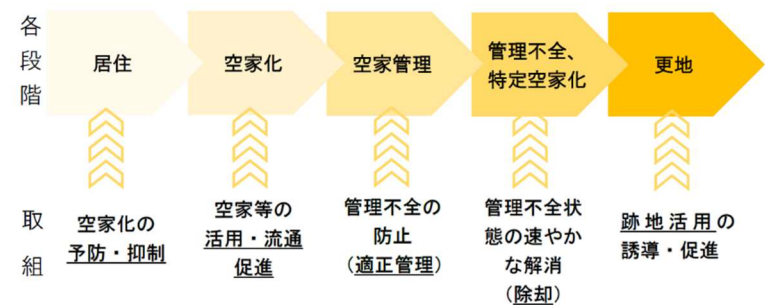 各段階
居住
空家化
空家管理
管理不全、
特定空家化
更地
取組
空家化の
予防・抑制
空家等の
活用・流通
促進
管理不全の
防止
（適正管理）
管理不全状
態の速やか
な解消
（除却）
跡地活用の
誘導・促進